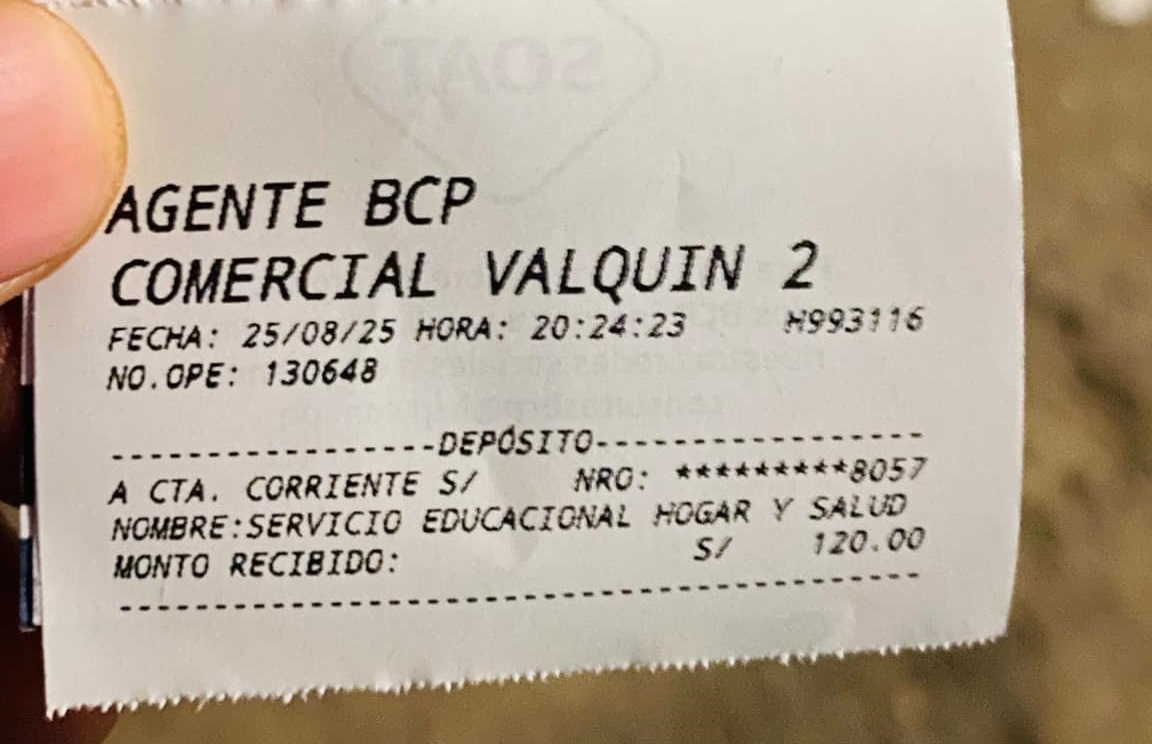 AGENTE BCP
COMERCIAL VALQUIN 2
FECHA: 25/08/25 HORA: 20:24:23 H993116
NO.OPE: 130648
-----------------DEPÓSITO-----------------
A CTA. CORRIENTE S/ NRO: *********8057
NOMBRE:SERVICIO EDUCACIONAL HOGAR Y SALUD
MONTO RECIBIDO: S/ 120.00
------------------------------------------